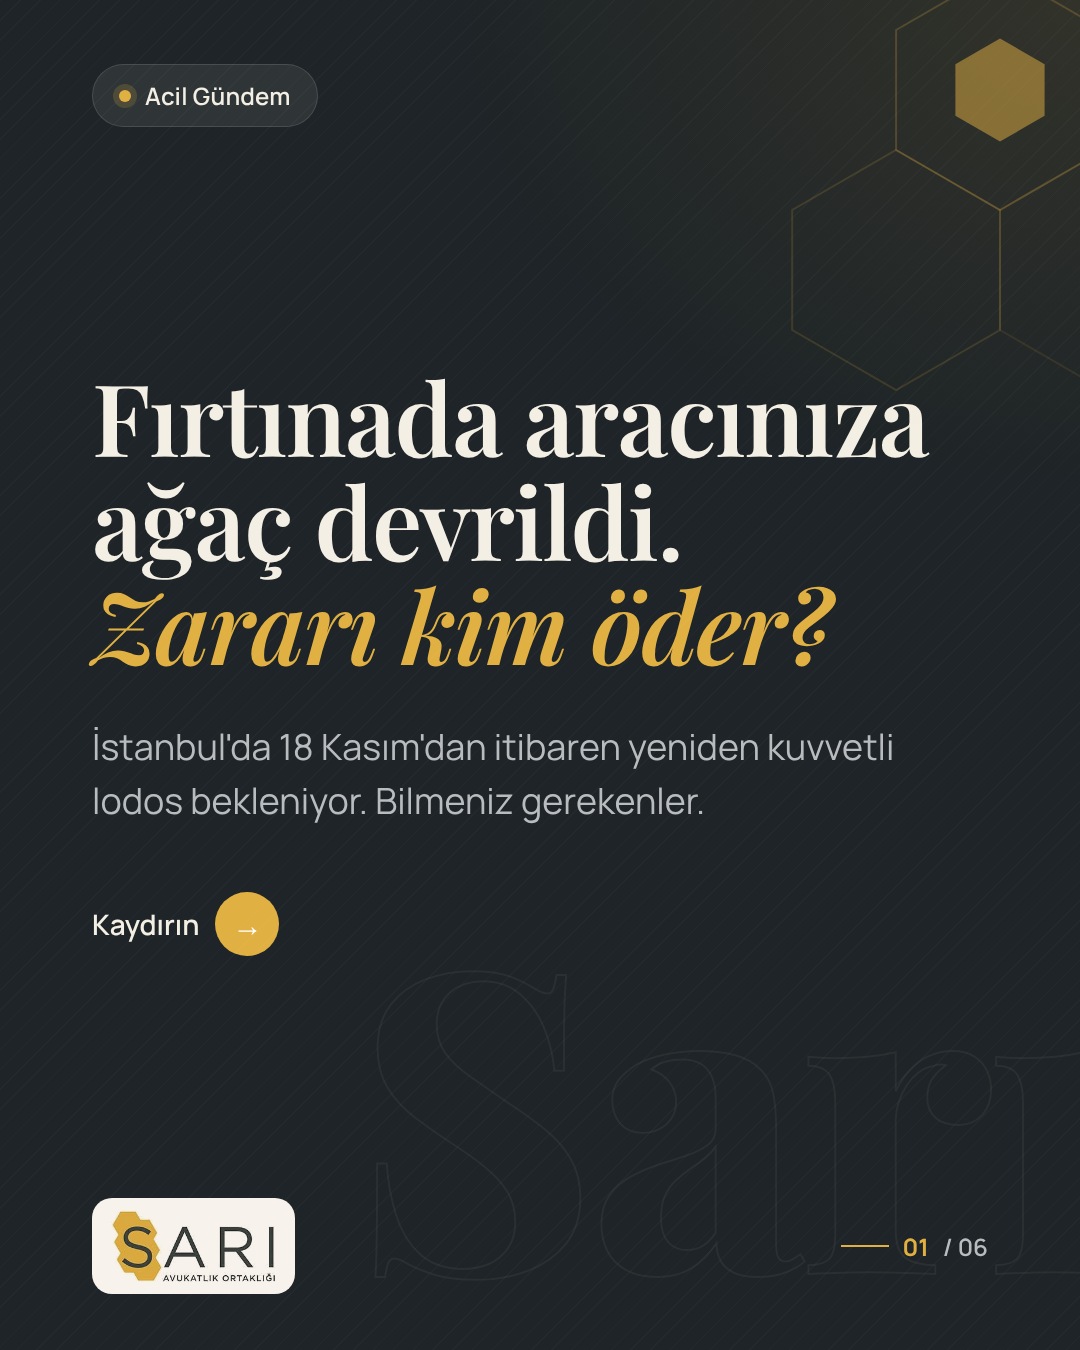 Acil Gündem
Fırtınada aracınıza
ağaç devrildi.
Zararı kim öder?
İstanbul'da 18 Kasım'dan itibaren yeniden kuvvetli
lodos bekleniyor. Bilmeniz gerekenler.
Kaydırın →
Sarı
SARI
AVUKATLIK ORTAKLIĞI
01 / 06